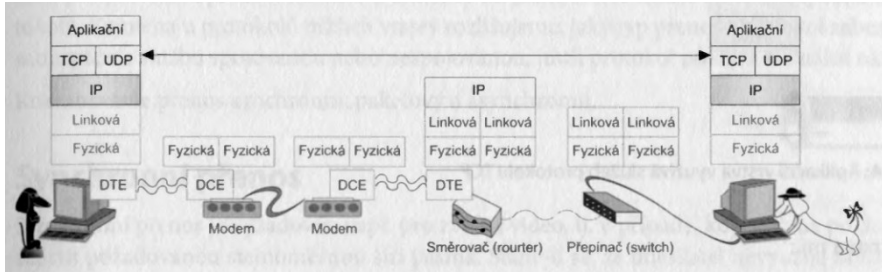 Aplikační
Aplikační
TCP UDP
TCP UDP
IP
IP
IP
Linková
Linková Linková
Linková Linková
Linková
Fyzická
Fyzická Fyzická
Fyzická Fyzická
Fyzická Fyzická
Fyzická Fyzická
Fyzická
DTE
DCE
DCE
DTE
Modem
Modem
Směrovač (router)
Přepínač (switch)